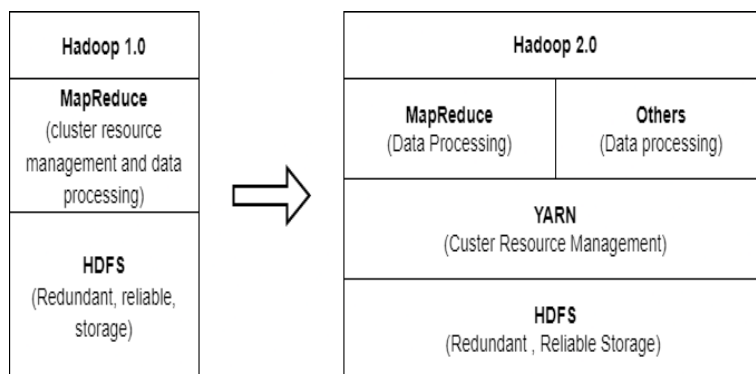 Hadoop 1.0
MapReduce
(cluster resource
management and data
processing)
HDFS
(Redundant, reliable,
storage)
Hadoop 2.0
MapReduce
(Data Processing)
Others
(Data processing)
YARN
(Custer Resource Management)
HDFS
(Redundant , Reliable Storage)